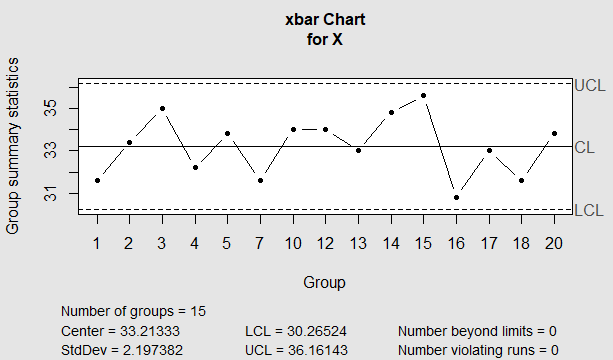 xbar Chart
for X
Group summary statistics
35
33
31
UCL
CL
LCL
1 2 3 4 5 7 10 12 13 14 15 16 17 18 20
Group
Number of groups = 15
Center = 33.21333 LCL = 30.26524 Number beyond limits = 0
StdDev = 2.197382 UCL = 36.16143 Number violating runs = 0